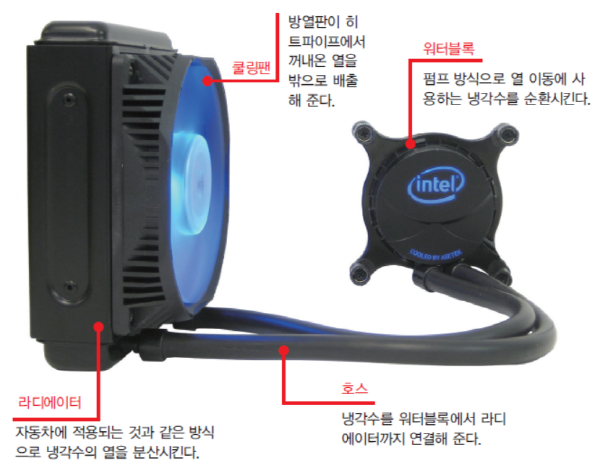 쿨링팬
방열판이 히
트파이프에서
꺼내온 열을
밖으로 배출
해 준다.
워터블록
펌프 방식으로 열 이동에 사
용하는 냉각수를 순환시킨다.
intel
COOLED BY ASETEK
라디에이터
자동차에 적용되는 것과 같은 방식
으로 냉각수의 열을 분산시킨다.
호스
냉각수를 워터블록에서 라디
에이터까지 연결해 준다.